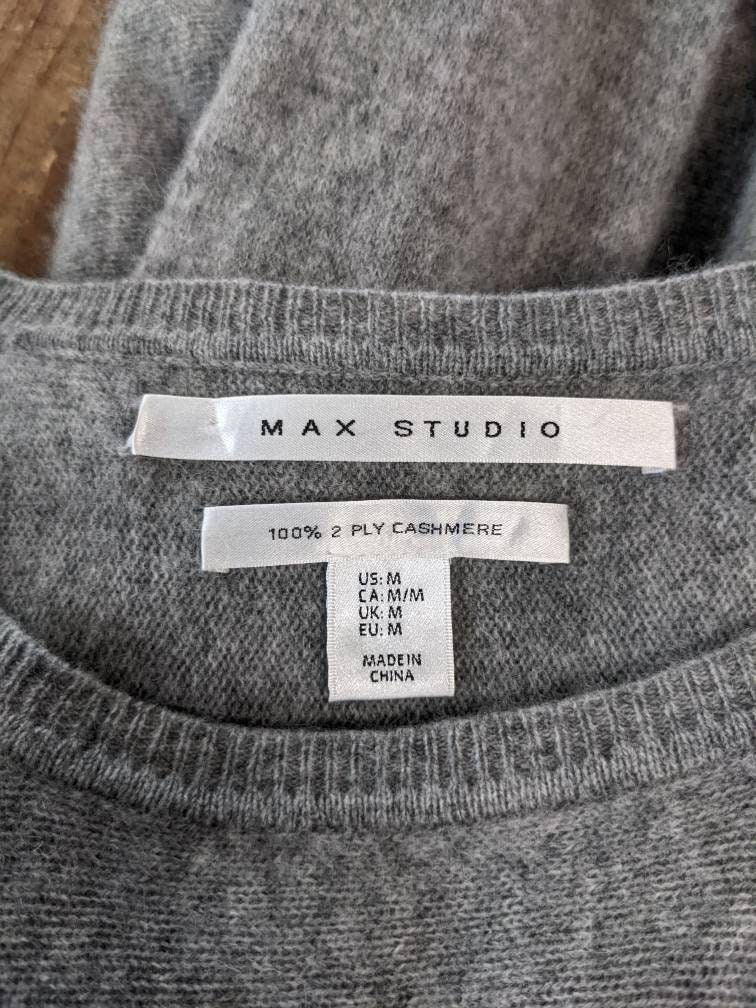 MAX STUDIO
100% 2 PLY CASHMERE
US: M
CA: M/M
UK: M
EU: M
MADE IN
CHINA